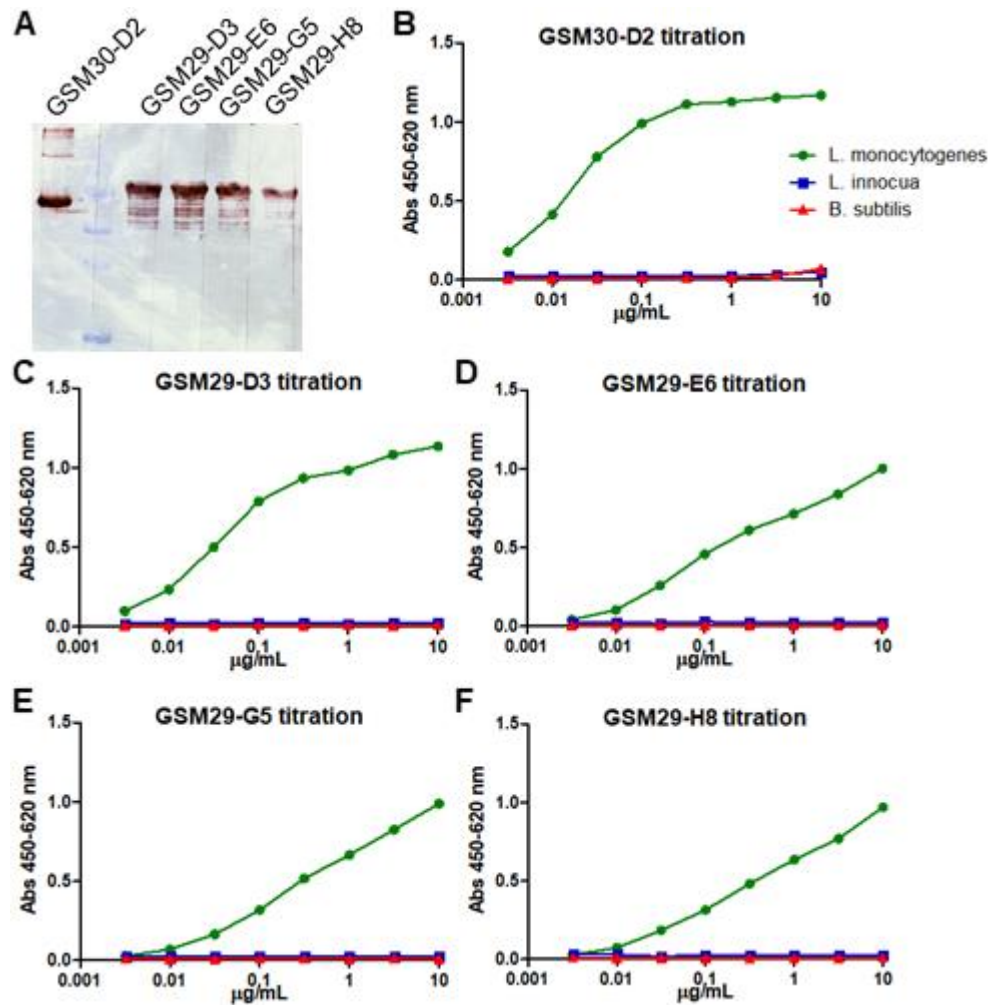 A
GSM30-D2
GSM29-D3
GSM29-E6
GSM29-G5
GSM29-H8
B
GSM30-D2 titration
1.5
1.0
0.5
0.0
Abs 450-620 nm
0.001 0.01 0.1 1 10
µg/mL
L. monocytogenes
L. innocua
B. subtilis
C
GSM29-D3 titration
1.5
1.0
0.5
0.0
Abs 450-620 nm
0.001 0.01 0.1 1 10
µg/mL
D
GSM29-E6 titration
1.5
1.0
0.5
0.0
Abs 450-620 nm
0.001 0.01 0.1 1 10
µg/mL
E
GSM29-G5 titration
1.5
1.0
0.5
0.0
Abs 450-620 nm
0.001 0.01 0.1 1 10
µg/mL
F
GSM29-H8 titration
1.5
1.0
0.5
0.0
Abs 450-620 nm
0.001 0.01 0.1 1 10
µg/mL